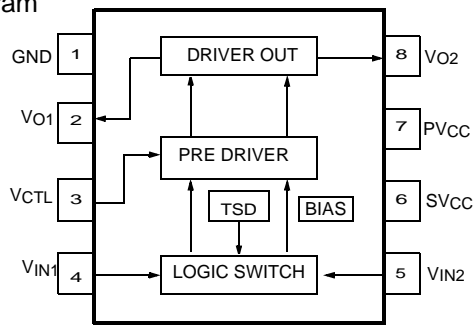 ram
GND 1 DRIVER OUT 8 VO2
VO1 2 7 PVCC
PRE DRIVER
VCTL 3 TSD BIAS 6 SVCC
VIN1 4 LOGIC SWITCH 5 VIN2